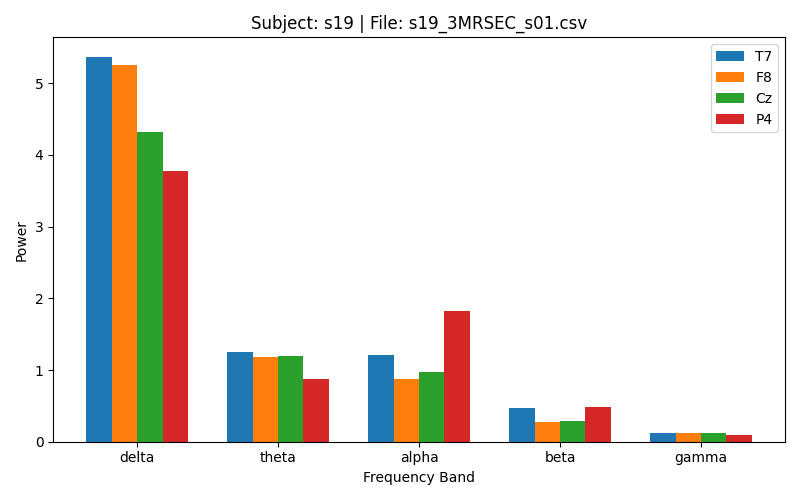 Subject: s19 | File: s19_3MRSEC_s01.csv
T7
F8
Cz
P4
Power
5
4
3
2
1
0
delta theta alpha beta gamma
Frequency Band